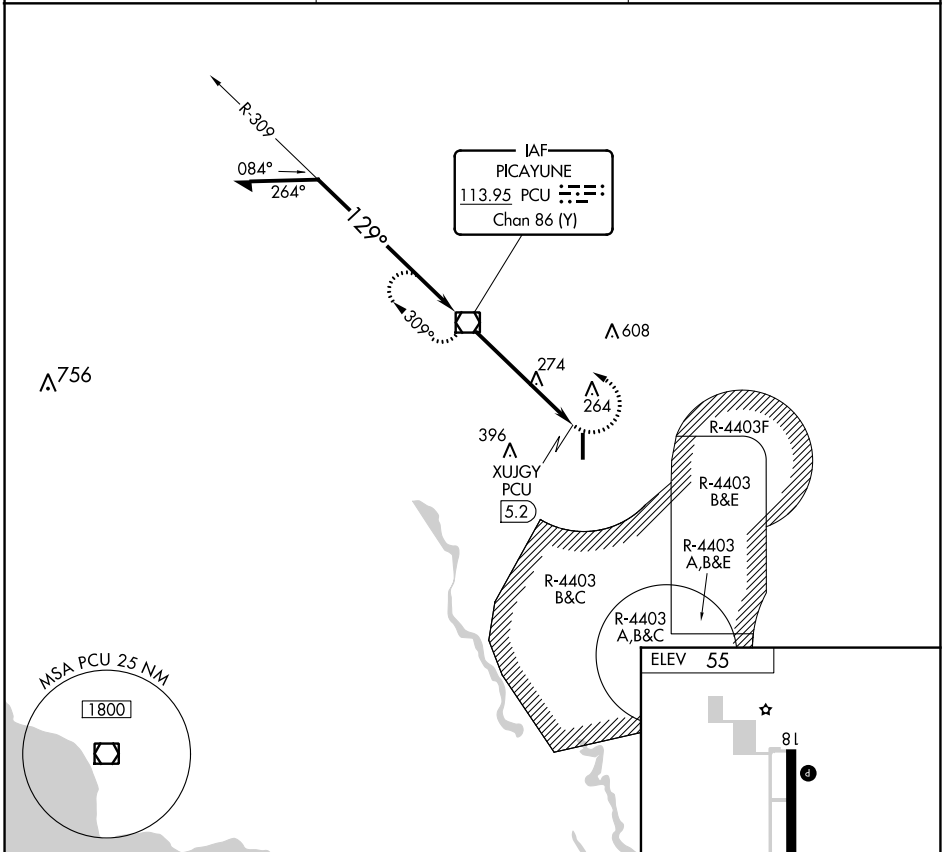 R-309
084°
264°
129°
309°
IAF
PICAYUNE
113.95 PCU
Chan 86 (Y)
608
756
274
264
396
XUJGY
PCU
5.2
R-4403F
R-4403
B&E
R-4403
A,B&E
R-4403
B&C
R-4403
A,B&C
MSA PCU 25 NM
1800
ELEV 55
18
P